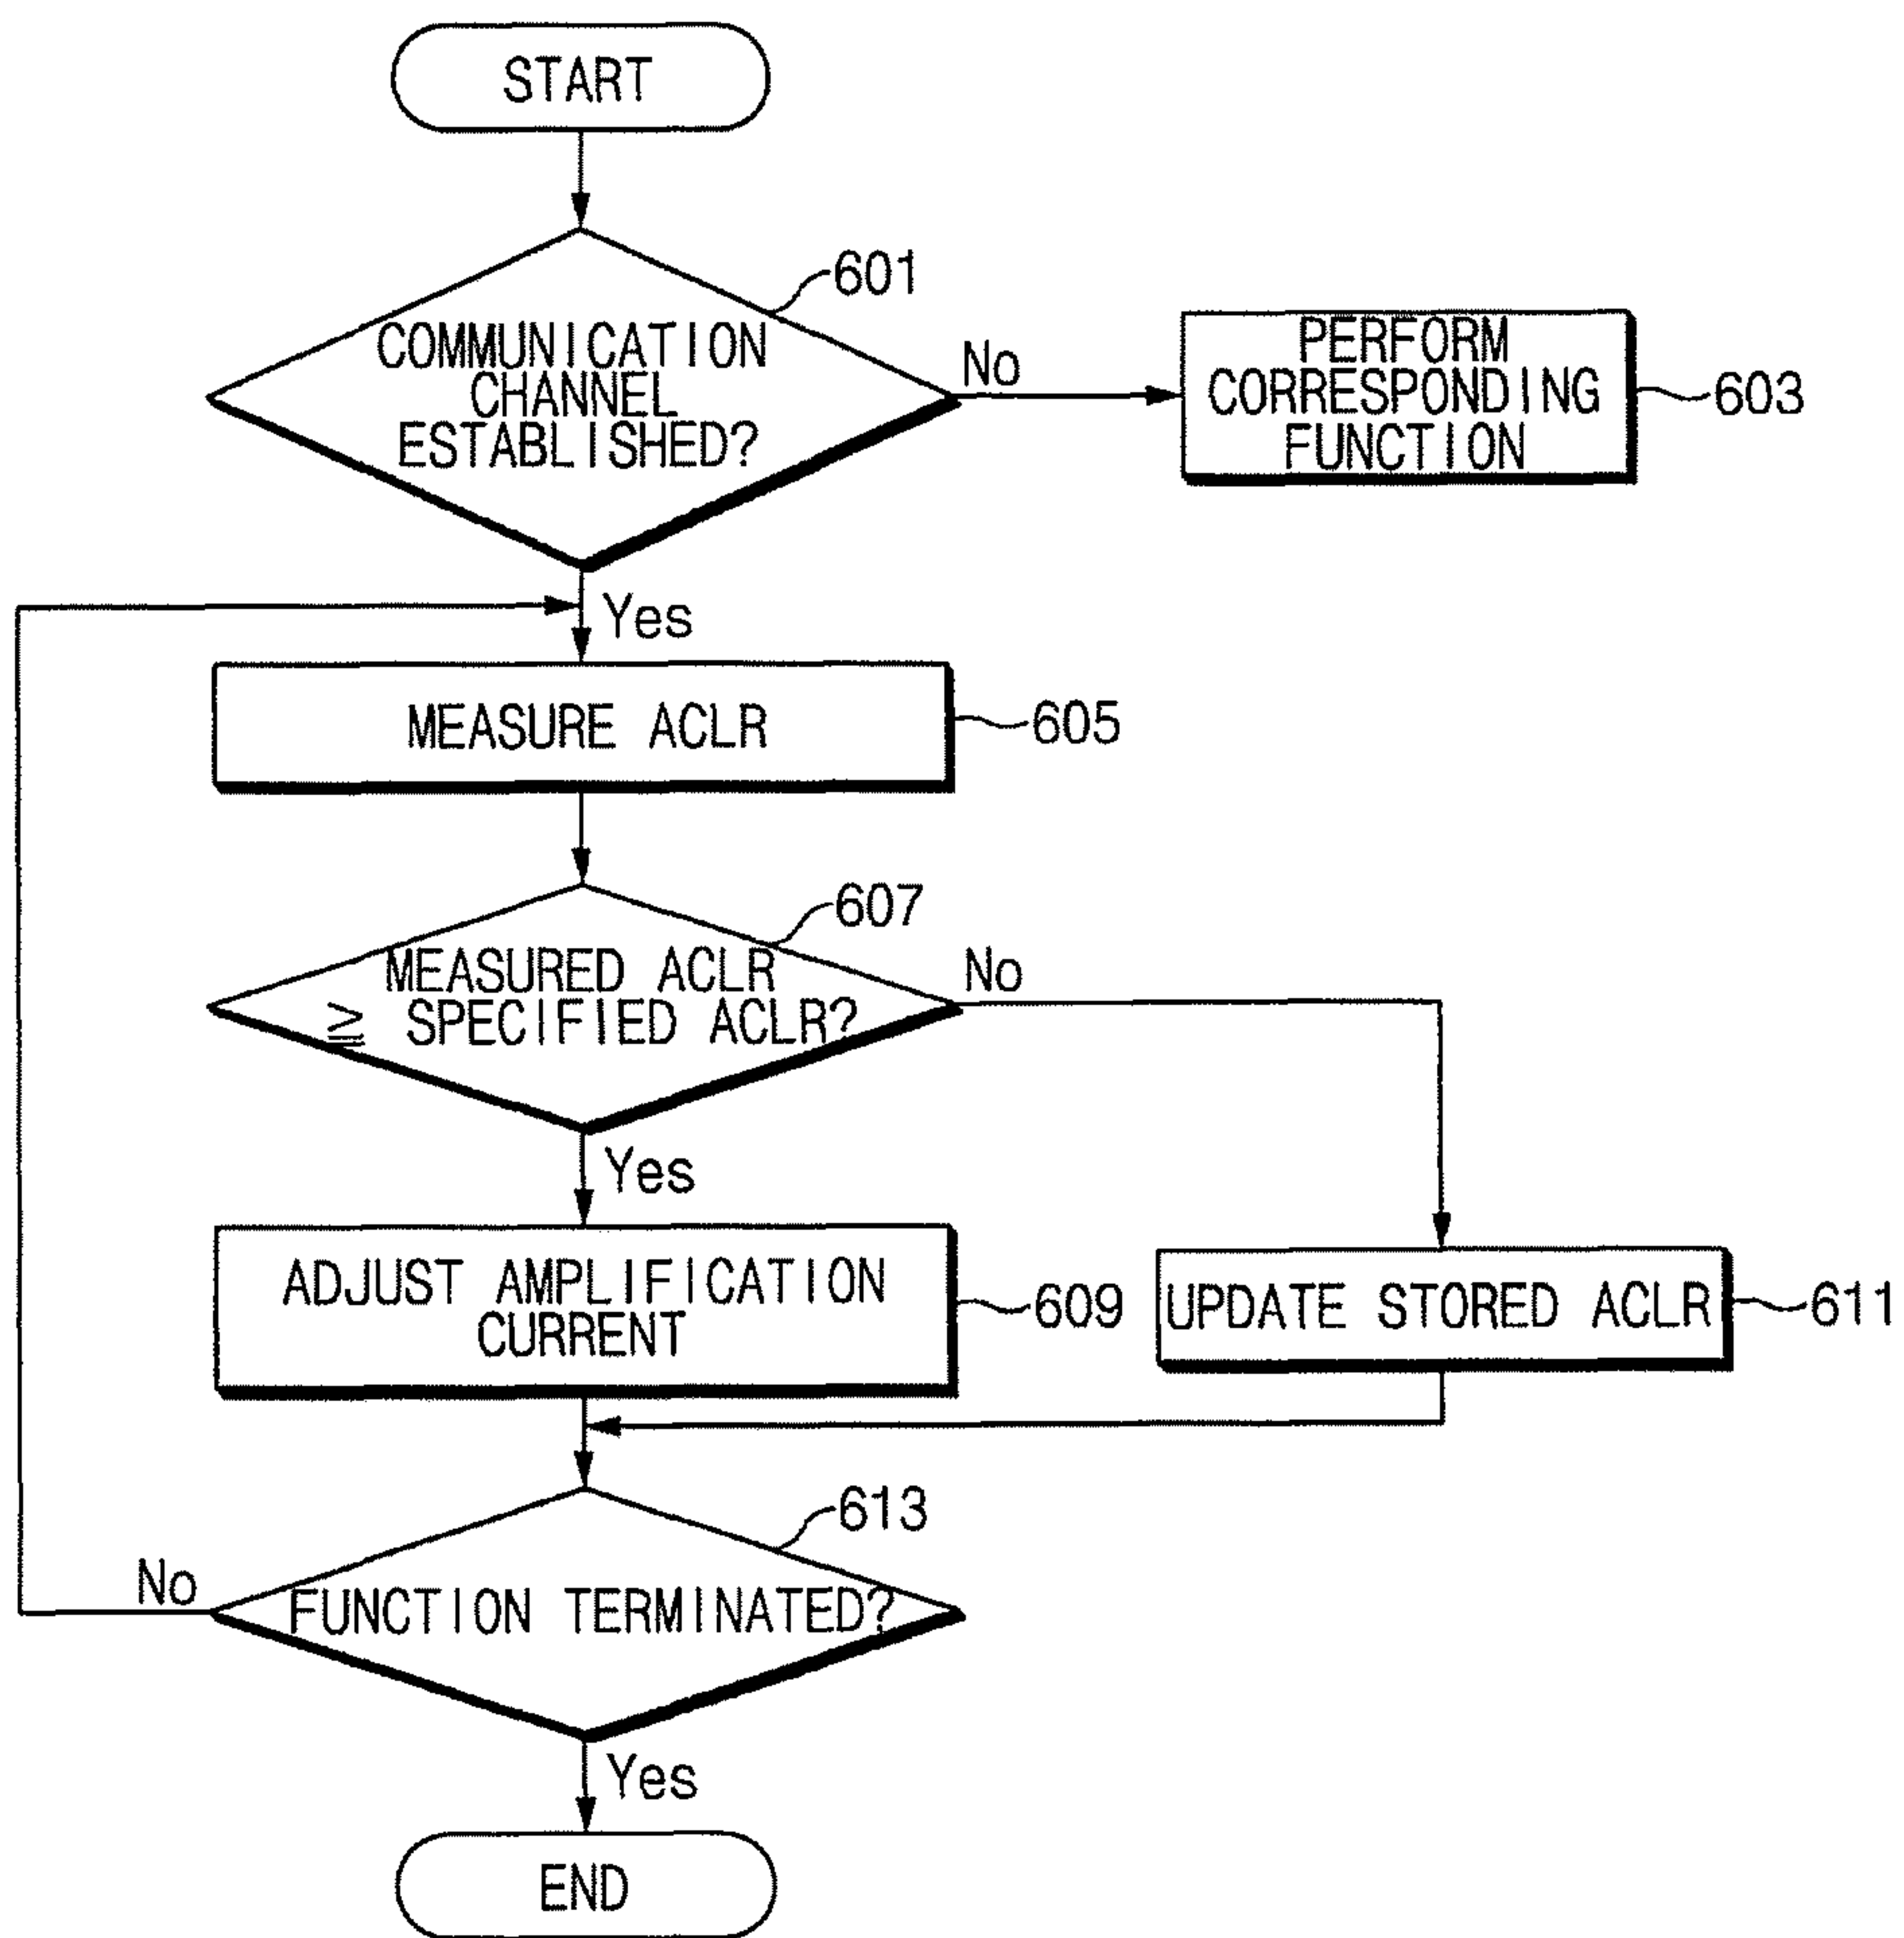 START
601
COMMUNICATION
CHANNEL
ESTABLISHED?
No
PERFORM
CORRESPONDING
FUNCTION
603
Yes
MEASURE ACLR
605
607
MEASURED ACLR
≧ SPECIFIED ACLR?
No
Yes
ADJUST AMPLIFICATION
CURRENT
609
UPDATE STORED ACLR
611
613
No
FUNCTION TERMINATED?
Yes
END